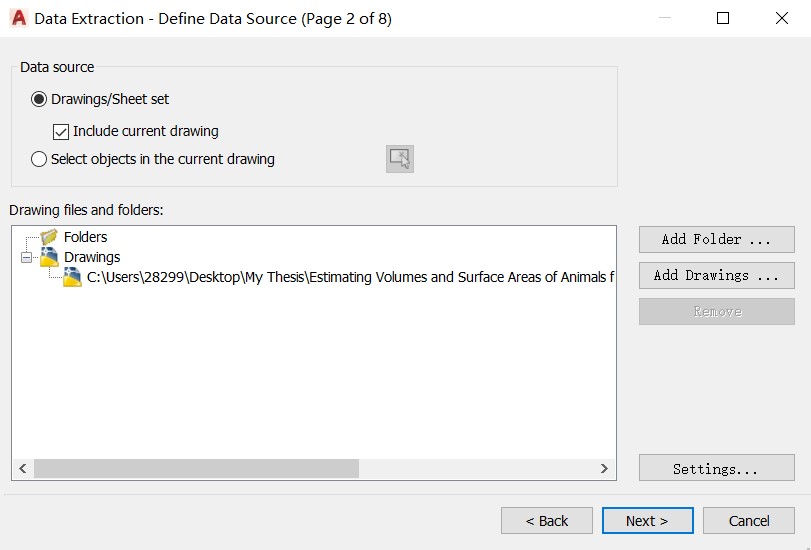 Data Extraction - Define Data Source (Page 2 of 8)
Data source
Drawings/Sheet set
Include current drawing
Select objects in the current drawing
Drawing files and folders:
Folders
Drawings
C:\Users\28299\Desktop\My Thesis\Estimating Volumes and Surface Areas of Animals f
Add Folder ...
Add Drawings ...
Remove
Settings...
< Back
Next >
Cancel